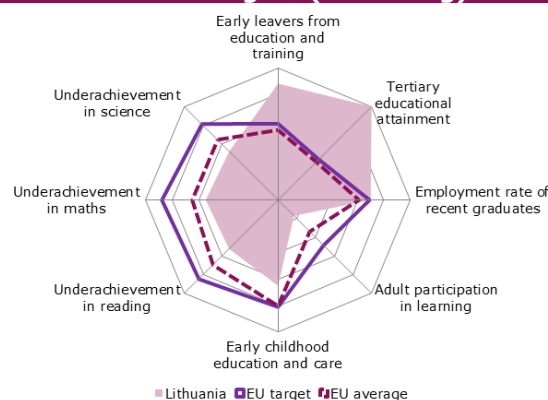 Early leavers from
education and
training
Tertiary
educational
attainment
Employment rate of
recent graduates
Adult participation
in learning
Early childhood
education and care
Underachievement
in reading
Underachievement
in maths
Underachievement
in science
Lithuania EU target EU average